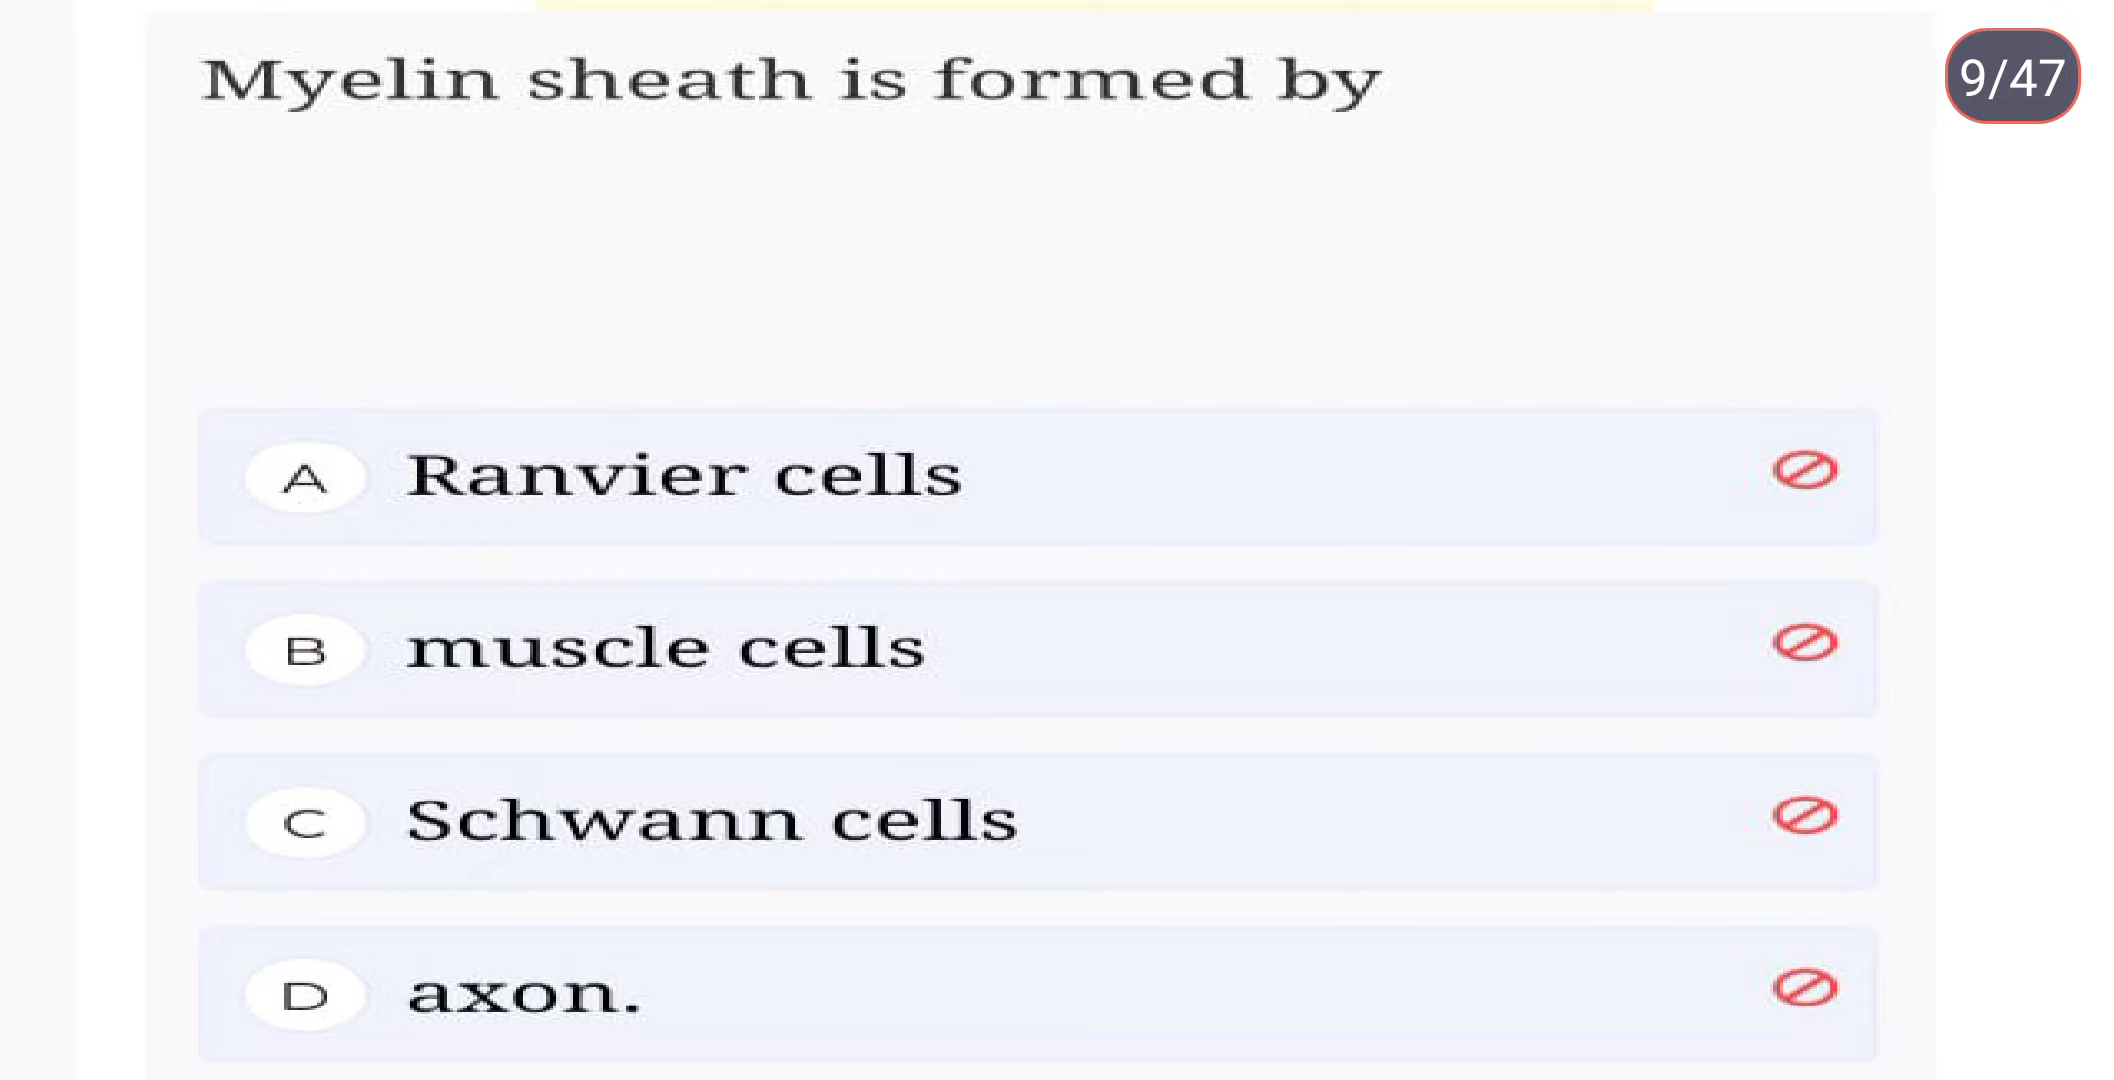 Myelin sheath is formed by
9/47
A Ranvier cells
B muscle cells
C Schwann cells
D axon.